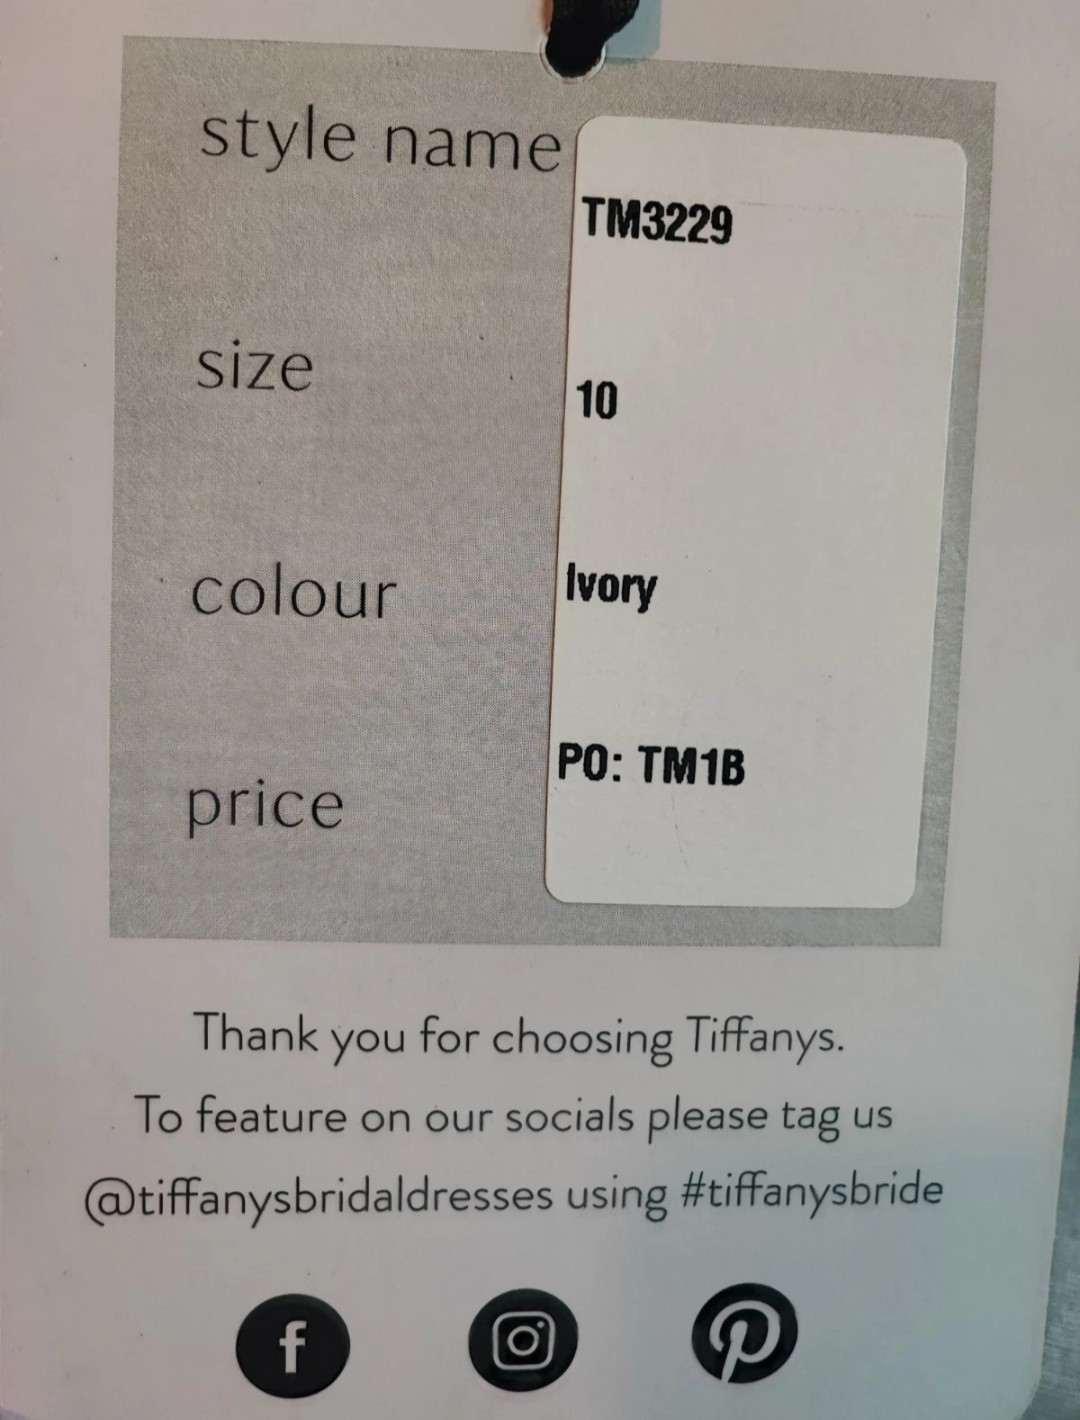 style name
TM3229
size
10
colour
Ivory
price
PO: TM1B
Thank you for choosing Tiffanys.
To feature on our socials please tag us
@tiffanysbridaldresses using #tiffanysbride